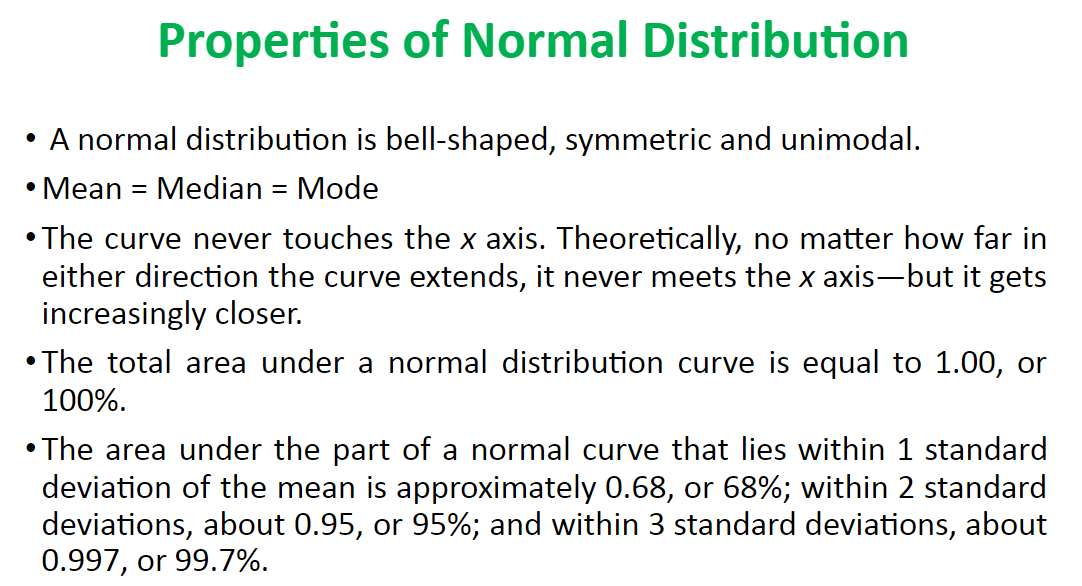 Properties of Normal Distribution
• A normal distribution is bell-shaped, symmetric and unimodal.
• Mean = Median = Mode
• The curve never touches the x axis. Theoretically, no matter how far in
either direction the curve extends, it never meets the x axis—but it gets
increasingly closer.
• The total area under a normal distribution curve is equal to 1.00, or
100%.
• The area under the part of a normal curve that lies within 1 standard
deviation of the mean is approximately 0.68, or 68%; within 2 standard
deviations, about 0.95, or 95%; and within 3 standard deviations, about
0.997, or 99.7%.